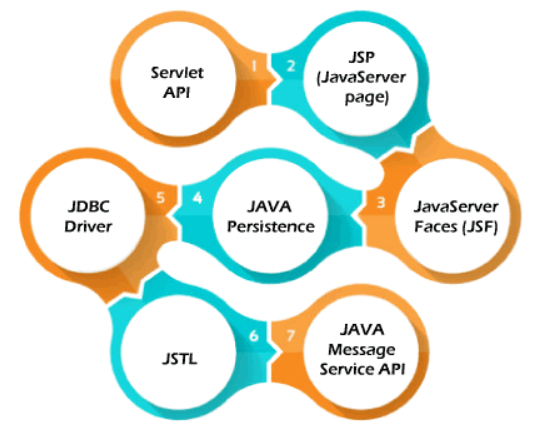 Servlet
API
1
2
JSP
(JavaServer
page)
3
JavaServer
Faces (JSF)
4
JAVA
Persistence
5
JDBC
Driver
6
JSTL
7
JAVA
Message
Service API